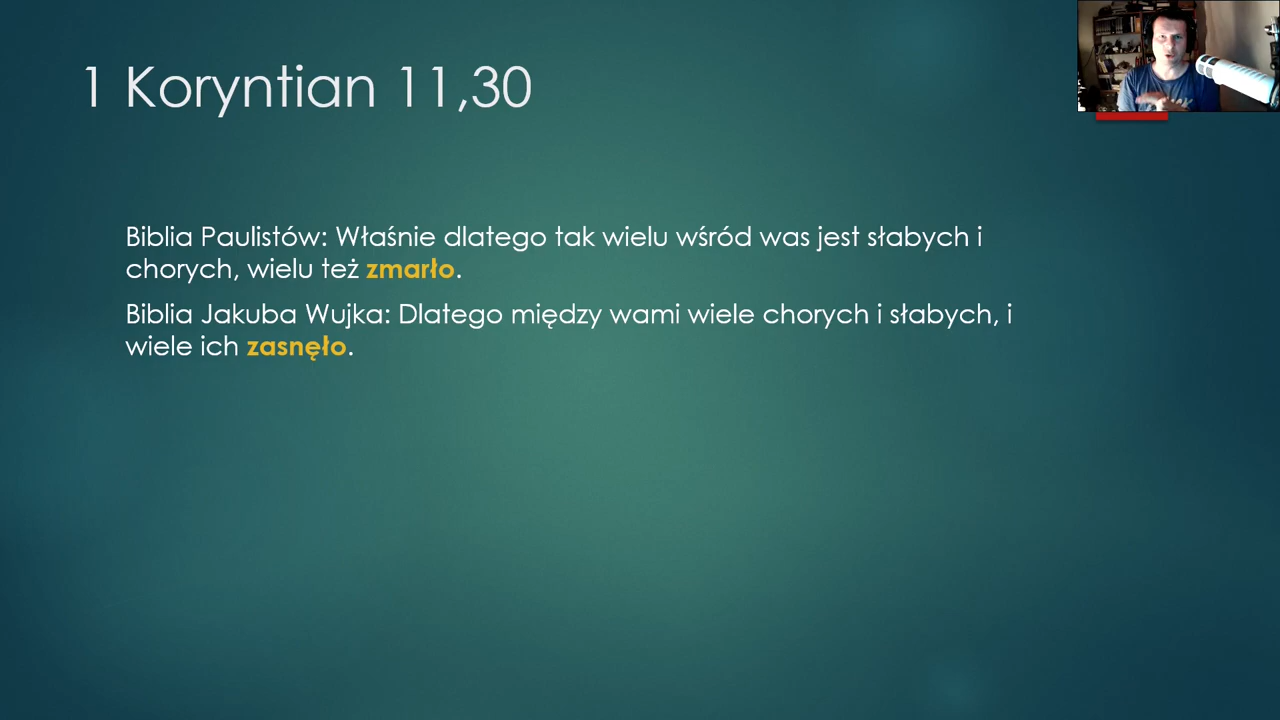 1 Koryntian 11,30
Biblia Paulistów: Właśnie dlatego tak wielu wśród was jest słabych i
chorych, wielu też zmarło.
Biblia Jakuba Wujka: Dlatego między wami wiele chorych i słabych, i
wiele ich zasnęło.